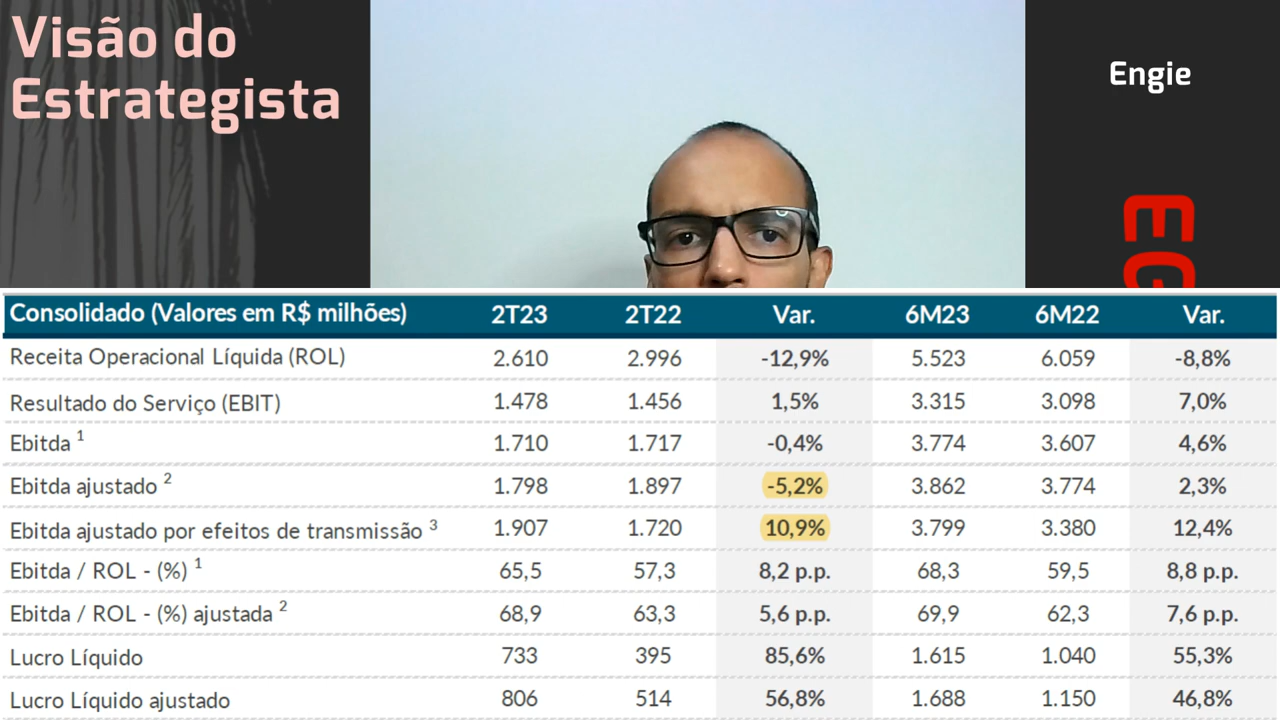 Visão do
Estrategista
Engie
EG
Consolidado (Valores em R$ milhões) 2T23 2T22 Var. 6M23 6M22 Var.
Receita Operacional Líquida (ROL) 2.610 2.996 -12,9% 5.523 6.059 -8,8%
Resultado do Serviço (EBIT) 1.478 1.456 1,5% 3.315 3.098 7,0%
Ebitda 1 1.710 1.717 -0,4% 3.774 3.607 4,6%
Ebitda ajustado 2 1.798 1.897 -5,2% 3.862 3.774 2,3%
Ebitda ajustado por efeitos de transmissão 3 1.907 1.720 10,9% 3.799 3.380 12,4%
Ebitda / ROL - (%) 1 65,5 57,3 8,2 p.p. 68,3 59,5 8,8 p.p.
Ebitda / ROL - (%) ajustada 2 68,9 63,3 5,6 p.p. 69,9 62,3 7,6 p.p.
Lucro Líquido 733 395 85,6% 1.615 1.040 55,3%
Lucro Líquido ajustado 806 514 56,8% 1.688 1.150 46,8%